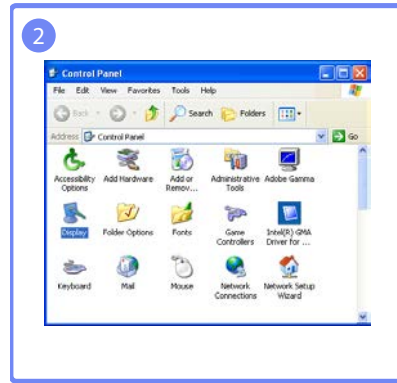 2
Control Panel
File Edit View Favorites Tools Help
Back Search Folders
Address Control Panel Go
Accessibility Options
Add Hardware
Add or Remov...
Administrative Tools
Adobe Gamma
Display
Folder Options
Fonts
Game Controllers
Intel(R) GMA Driver for ...
Keyboard
Mail
Mouse
Network Connections
Network Setup Wizard